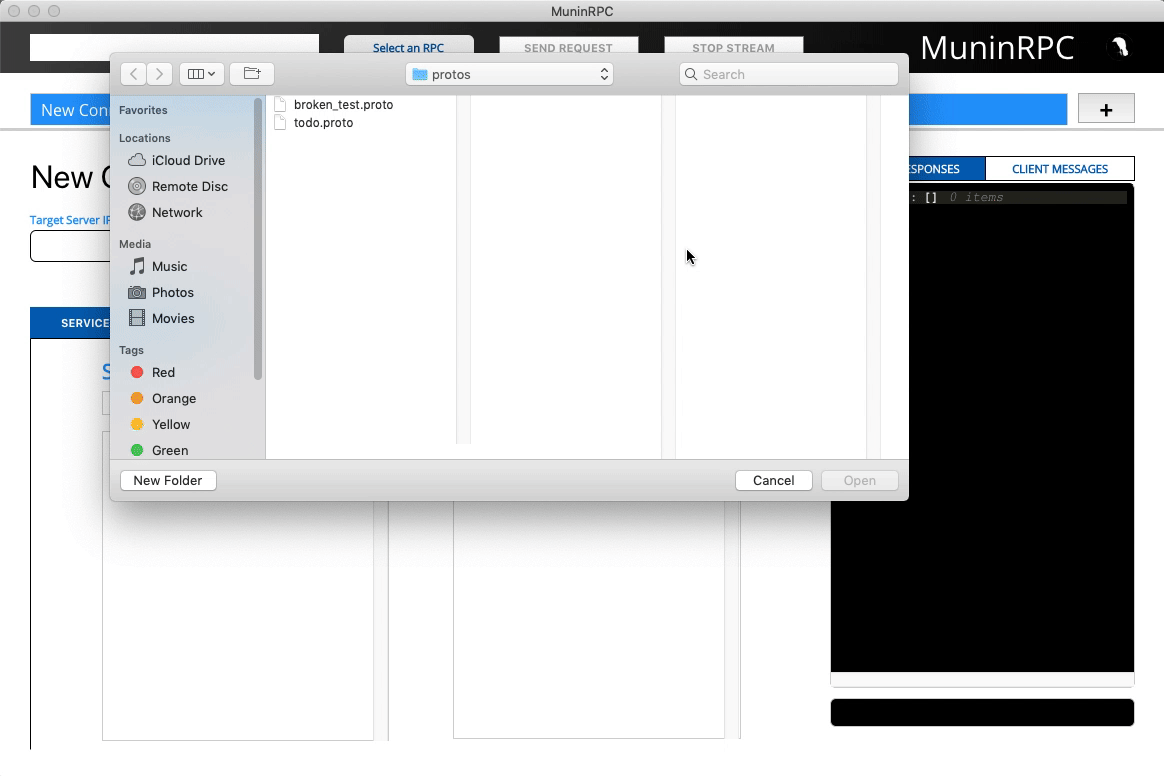 MuninRPC
Select an RPC
SEND REQUEST
STOP STREAM
MuninRPC
protos
Search
New Con
+
Favorites
Locations
iCloud Drive
Remote Disc
Network
Media
Music
Photos
Movies
Tags
Red
Orange
Yellow
Green
broken_test.proto
todo.proto
New Folder
Cancel
Open
New C
Target Server IP
SERVICE
S
ESPONSES
CLIENT MESSAGES
: [] 0 items